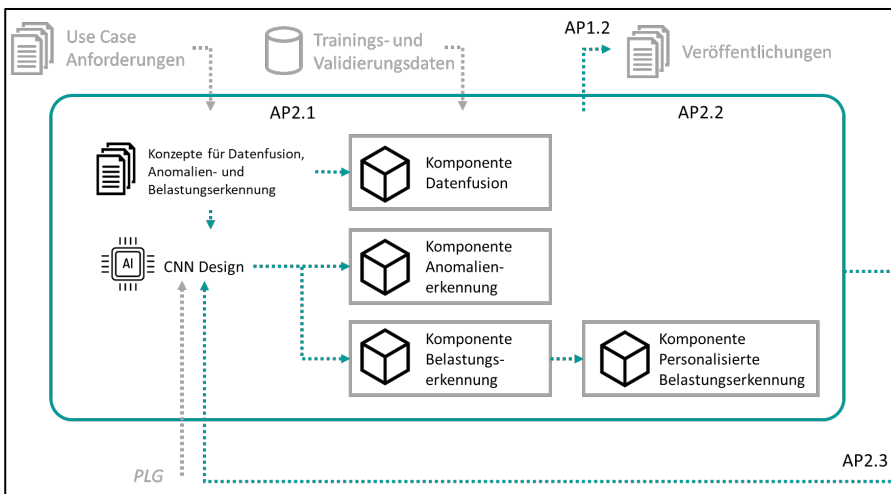 Use Case
Anforderungen
Trainings- und
Validierungsdaten
AP1.2
Veröffentlichungen
AP2.1
AP2.2
Konzepte für Datenfusion,
Anomalien- und
Belastungserkennung
Komponente
Datenfusion
AI
CNN Design
Komponente
Anomalien-
erkennung
Komponente
Belastungs-
erkennung
Komponente
Personalisierte
Belastungserkennung
PLG
AP2.3